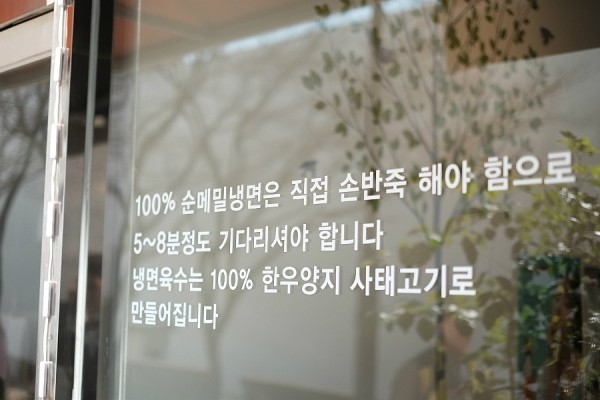 100% 순메밀냉면은 직접 손반죽 해야 함으로
5~8분정도 기다리셔야 합니다
냉면육수는 100% 한우양지 사태고기로
만들어집니다